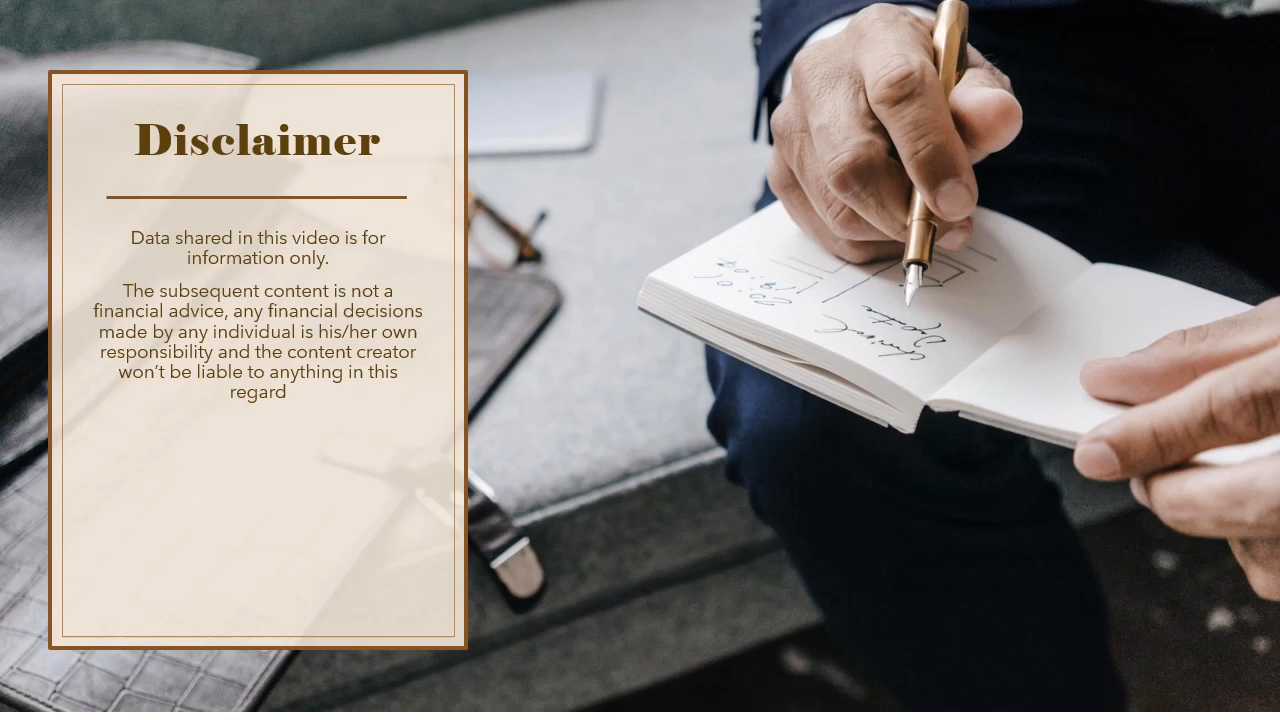 Disclaimer
Data shared in this video is for
information only.
The subsequent content is not a
financial advice, any financial decisions
made by any individual is his/her own
responsibility and the content creator
won’t be liable to anything in this
regard